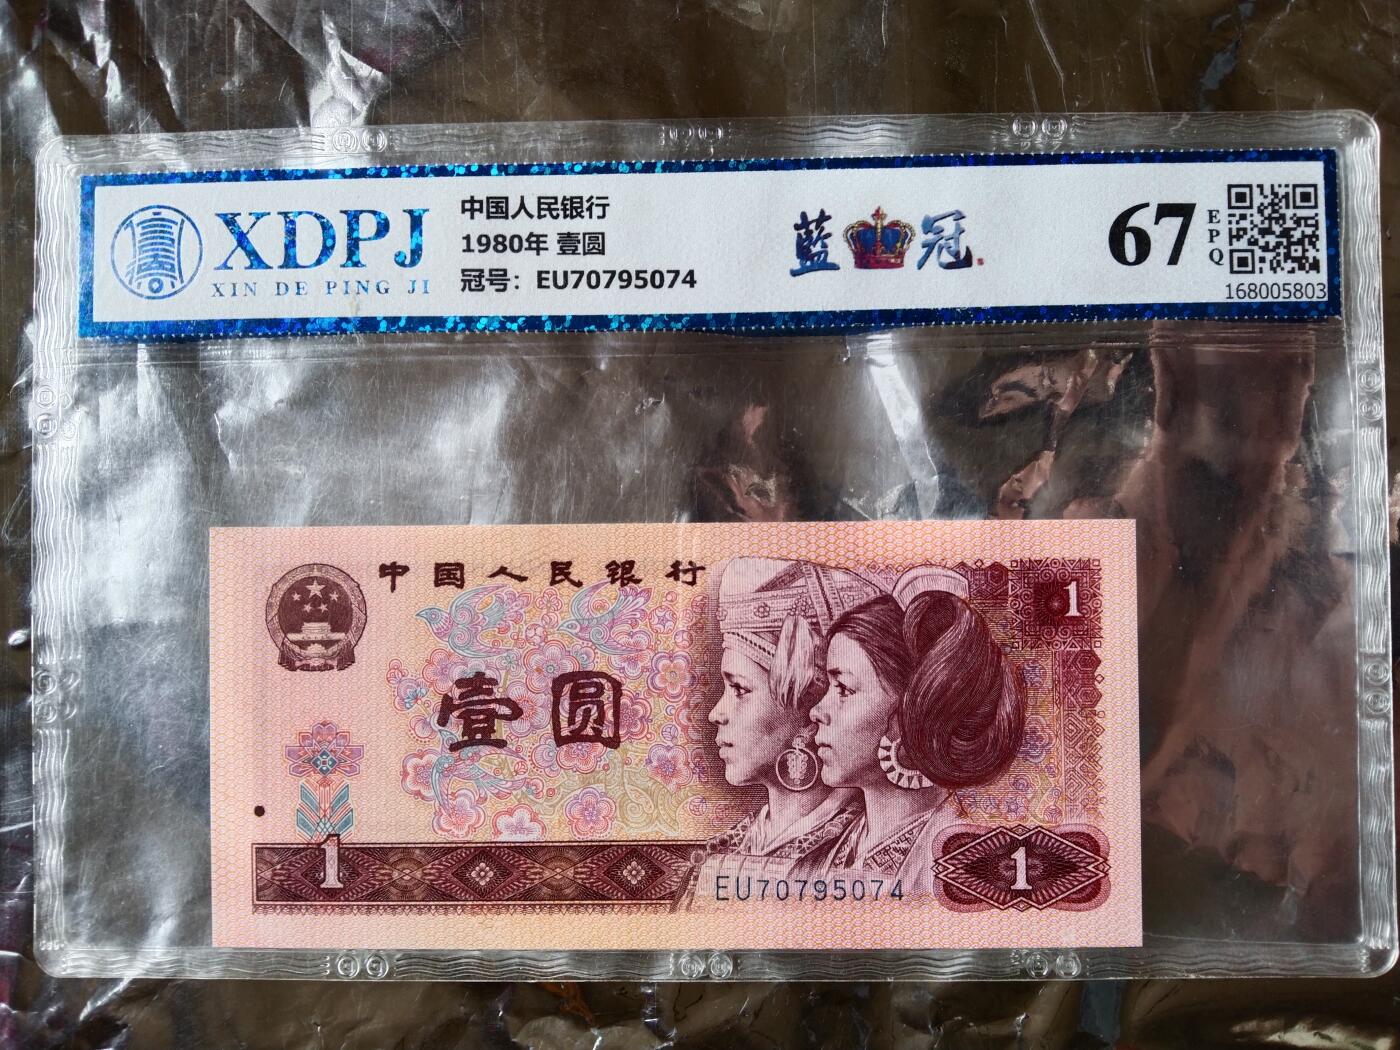 XDPJ
XIN DE PING JI
中国人民银行
1980年 壹圆
冠号：EU70795074
藍冠
67
EPQ
168005803
中国人民银行
1
壹圆
1
EU70795074
1